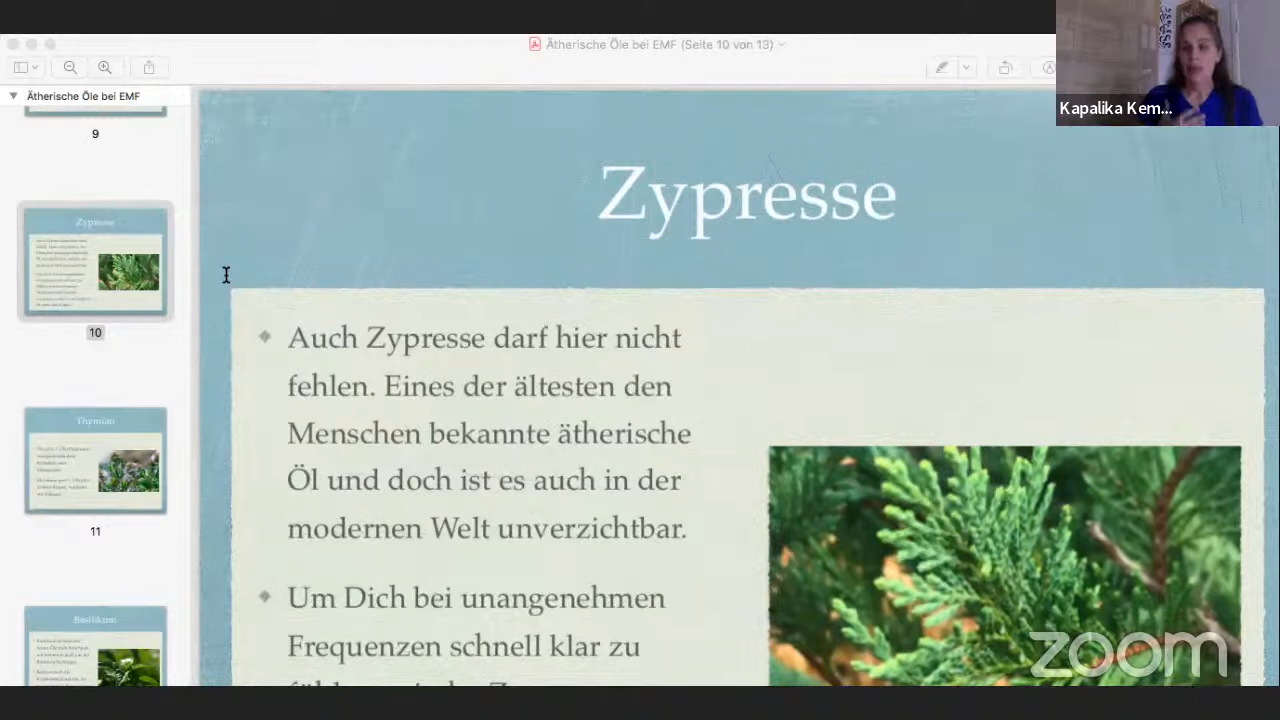 Ätherische Öle bei EMF (Seite 10 von 13)
Kapalika Kem...
Ätherische Öle bei EMF
9
Zypresse
10
Thymian
11
Basilikum
Zypresse
Auch Zypresse darf hier nicht
fehlen. Eines der ältesten den
Menschen bekannte ätherische
Öl und doch ist es auch in der
modernen Welt unverzichtbar.
Um Dich bei unangenehmen
Frequenzen schnell klar zu
zoom